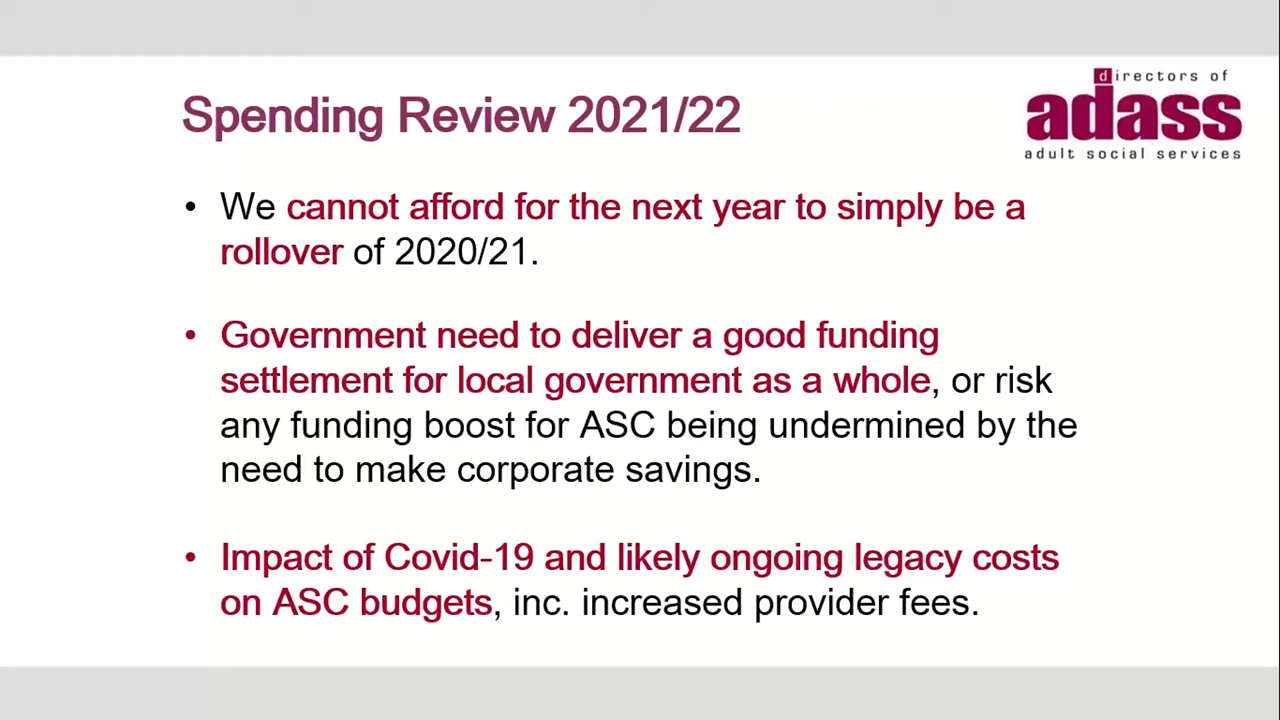 directors of
adass
adult social services
Spending Review 2021/22
• We cannot afford for the next year to simply be a
rollover of 2020/21.
• Government need to deliver a good funding
settlement for local government as a whole, or risk
any funding boost for ASC being undermined by the
need to make corporate savings.
• Impact of Covid-19 and likely ongoing legacy costs
on ASC budgets, inc. increased provider fees.